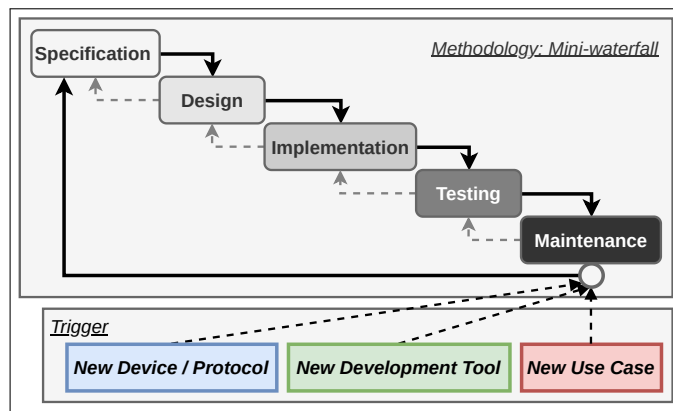 Specification
Methodology: Mini-waterfall
Design
Implementation
Testing
Maintenance
Trigger
New Device / Protocol
New Development Tool
New Use Case